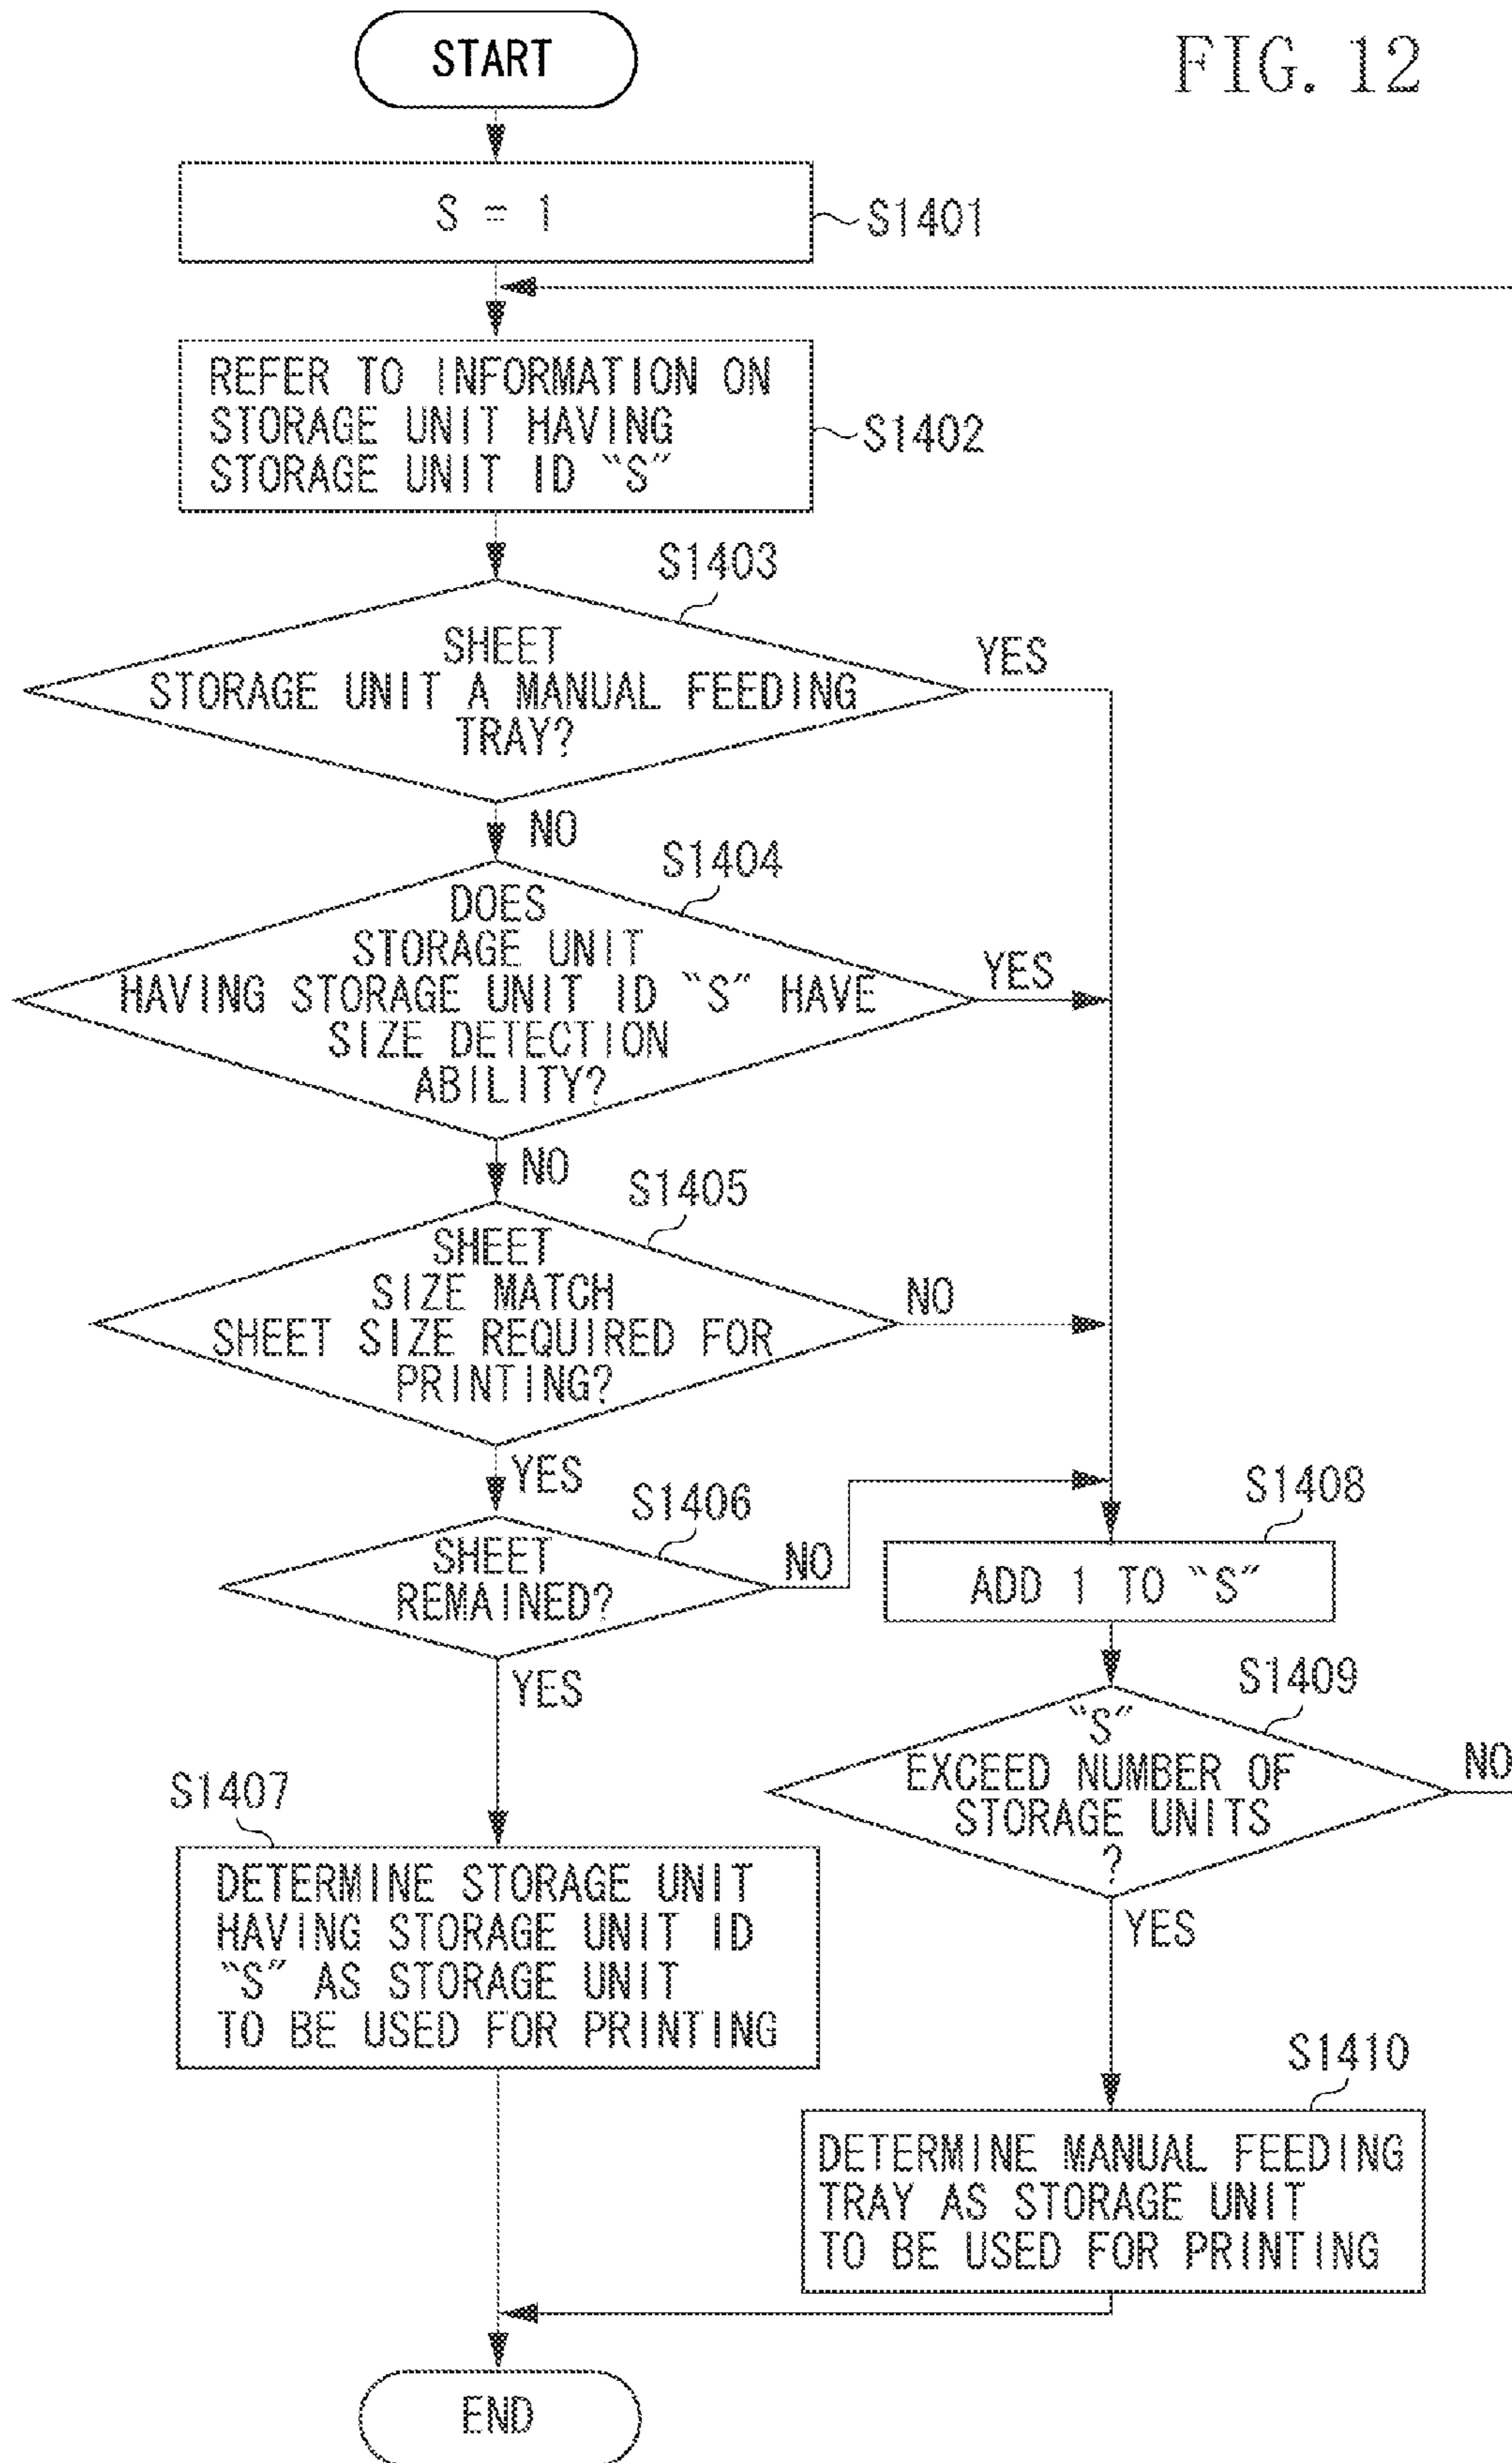 FIG. 12
START
S = 1
S1401
REFER TO INFORMATION ON
STORAGE UNIT HAVING
STORAGE UNIT ID “S”
S1402
S1403
SHEET
STORAGE UNIT A MANUAL FEEDING
TRAY?
YES
NO
S1404
DOES
STORAGE UNIT
HAVING STORAGE UNIT ID “S” HAVE
SIZE DETECTION
ABILITY?
YES
NO
S1405
SHEET
SIZE MATCH
SHEET SIZE REQUIRED FOR
PRINTING?
NO
YES
S1406
SHEET
REMAINED?
NO
YES
S1408
ADD 1 TO “S”
S1409
“S”
EXCEED NUMBER OF
STORAGE UNITS
?
NO
YES
S1407
DETERMINE STORAGE UNIT
HAVING STORAGE UNIT ID
“S” AS STORAGE UNIT
TO BE USED FOR PRINTING
S1410
DETERMINE MANUAL FEEDING
TRAY AS STORAGE UNIT
TO BE USED FOR PRINTING
END